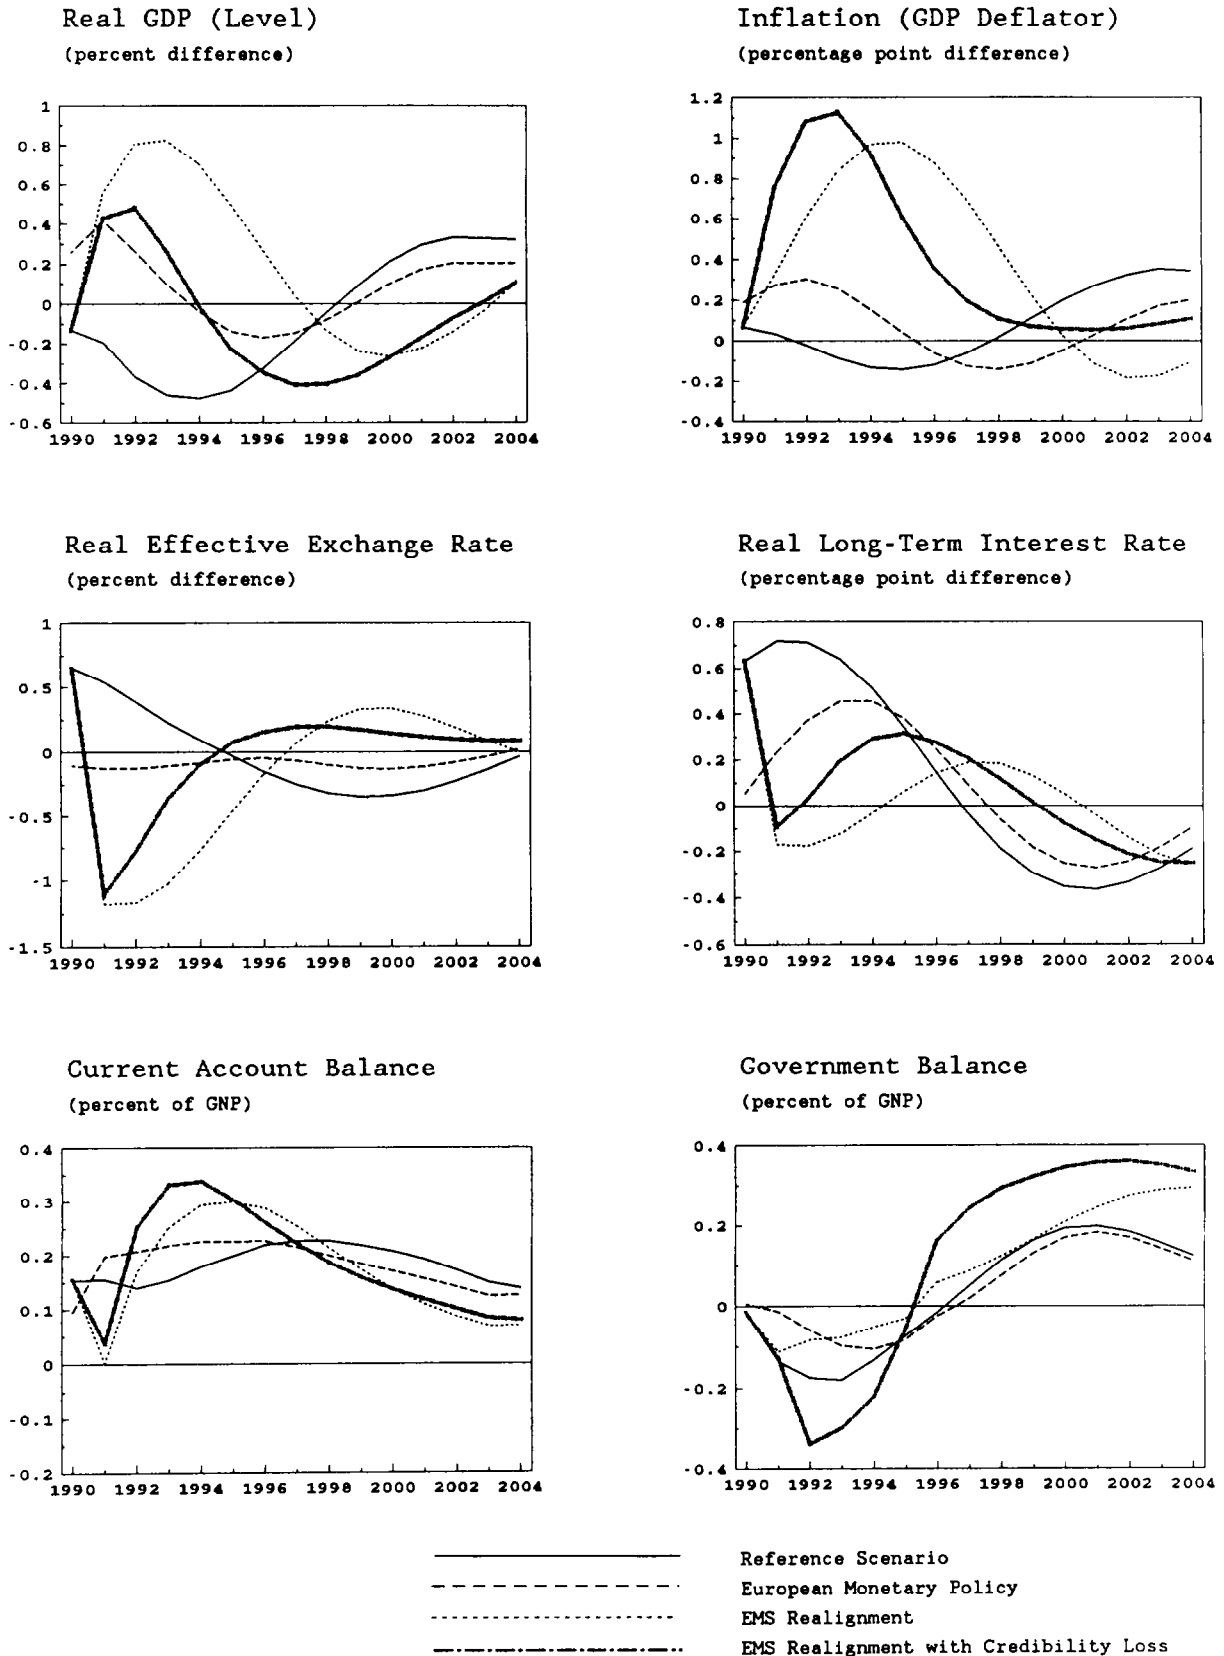 Real GDP (Level)
(percent difference)
1
0.8
0.6
0.4
0.2
0
-0.2
-0.4
-0.6
1990 1992 1994 1996 1998 2000 2002 2004
Inflation (GDP Deflator)
(percentage point difference)
1.2
1
0.8
0.6
0.4
0.2
0
-0.2
-0.4
1990 1992 1994 1996 1998 2000 2002 2004
Real Effective Exchange Rate
(percent difference)
1
0.5
0
-0.5
-1
-1.5
1990 1992 1994 1996 1998 2000 2002 2004
Real Long-Term Interest Rate
(percentage point difference)
0.8
0.6
0.4
0.2
0
-0.2
-0.4
-0.6
1990 1992 1994 1996 1998 2000 2002 2004
Current Account Balance
(percent of GNP)
0.4
0.3
0.2
0.1
0
-0.1
-0.2
1990 1992 1994 1996 1998 2000 2002 2004
Government Balance
(percent of GNP)
0.4
0.2
0
-0.2
-0.4
1990 1992 1994 1996 1998 2000 2002 2004
Reference Scenario
European Monetary Policy
EMS Realignment
EMS Realignment with Credibility Loss